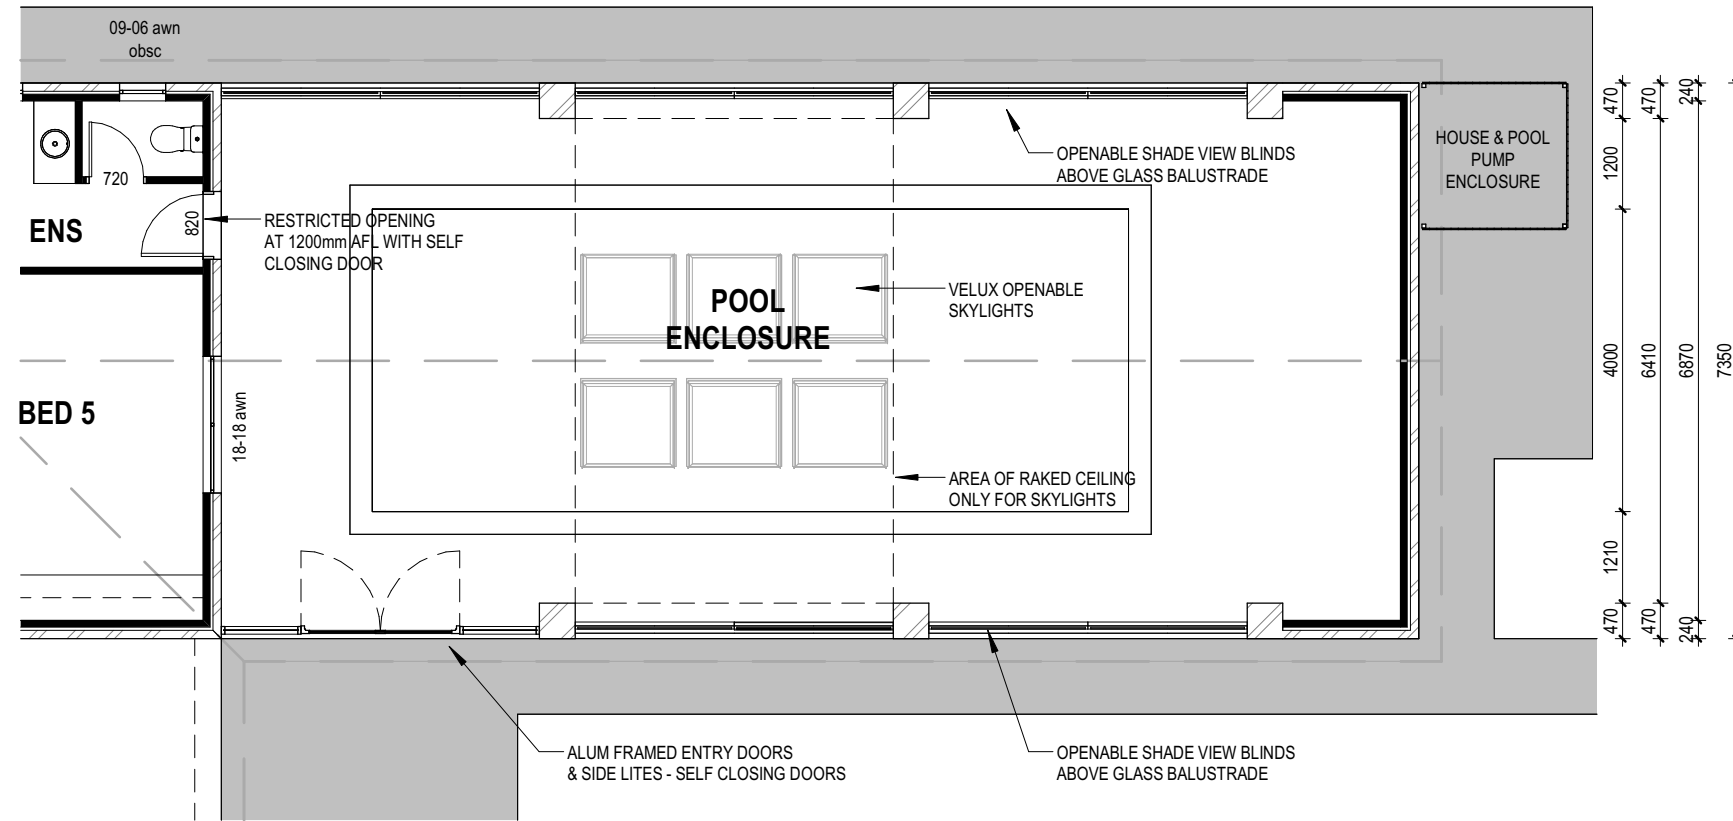 09-06 awn
obsc
720
ENS
820
RESTRICTED OPENING
AT 1200mm AFL WITH SELF
CLOSING DOOR
OPENABLE SHADE VIEW BLINDS
ABOVE GLASS BALUSTRADE
HOUSE & POOL
PUMP
ENCLOSURE
POOL
ENCLOSURE
VELUX OPENABLE
SKYLIGHTS
BED 5
18-18 awn
AREA OF RAKED CEILING
ONLY FOR SKYLIGHTS
ALUM FRAMED ENTRY DOORS
& SIDE LITES - SELF CLOSING DOORS
OPENABLE SHADE VIEW BLINDS
ABOVE GLASS BALUSTRADE
470
1200
4000
1210
470
470
6410
470
240
6870
240
7350